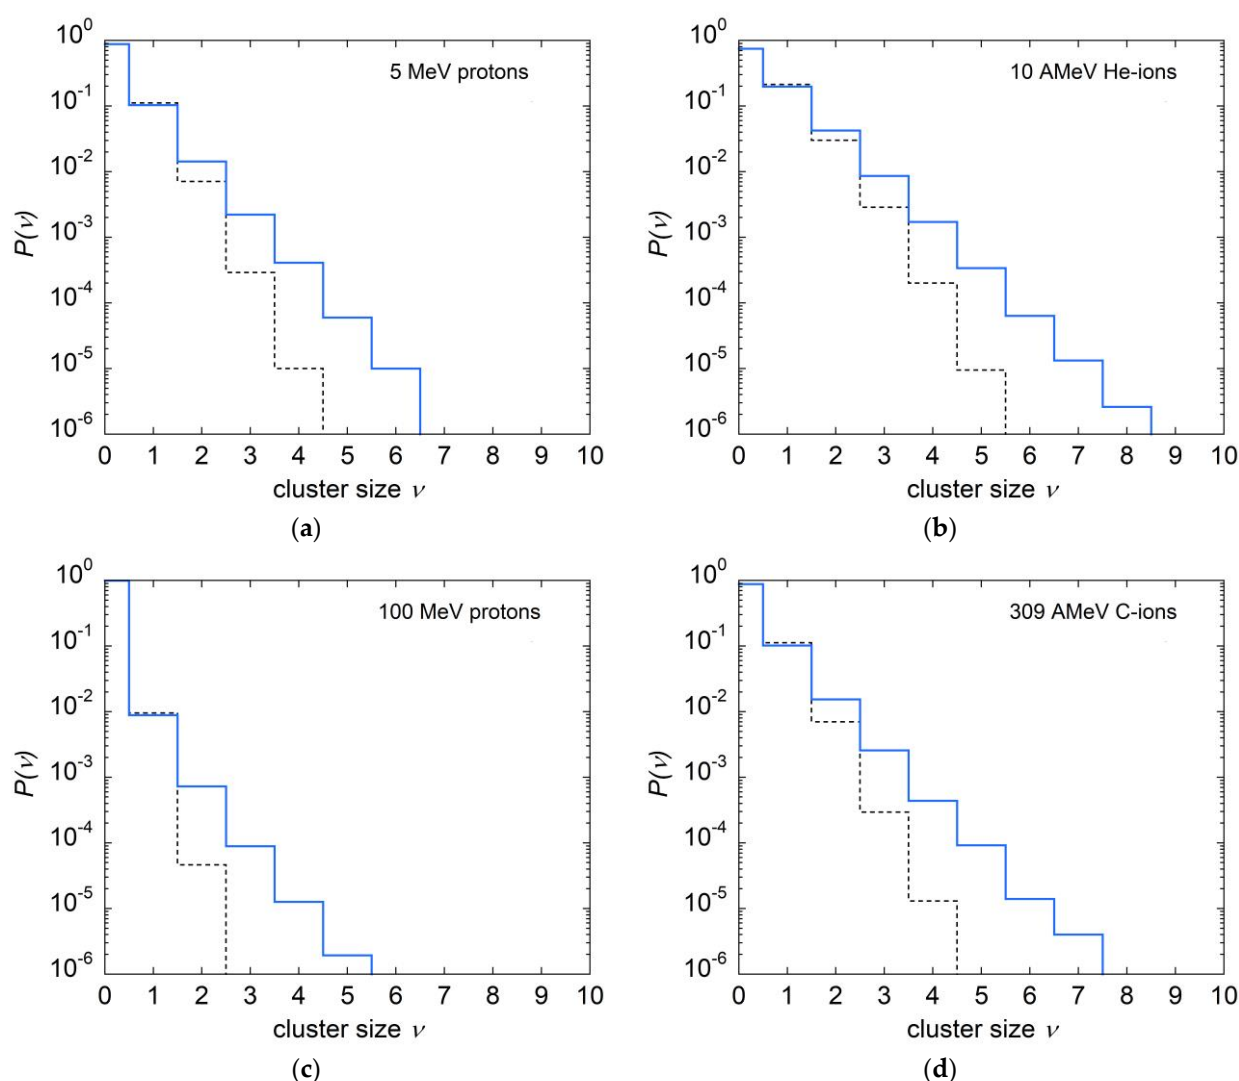 10^0
10^-1
10^-2
10^-3
10^-4
10^-5
10^-6
P(ν)
5 MeV protons
0 1 2 3 4 5 6 7 8 9 10
cluster size ν
(a)
10^0
10^-1
10^-2
10^-3
10^-4
10^-5
10^-6
P(ν)
10 AMeV He-ions
0 1 2 3 4 5 6 7 8 9 10
cluster size ν
(b)
10^0
10^-1
10^-2
10^-3
10^-4
10^-5
10^-6
P(ν)
100 MeV protons
0 1 2 3 4 5 6 7 8 9 10
cluster size ν
(c)
10^0
10^-1
10^-2
10^-3
10^-4
10^-5
10^-6
P(ν)
309 AMeV C-ions
0 1 2 3 4 5 6 7 8 9 10
cluster size ν
(d)